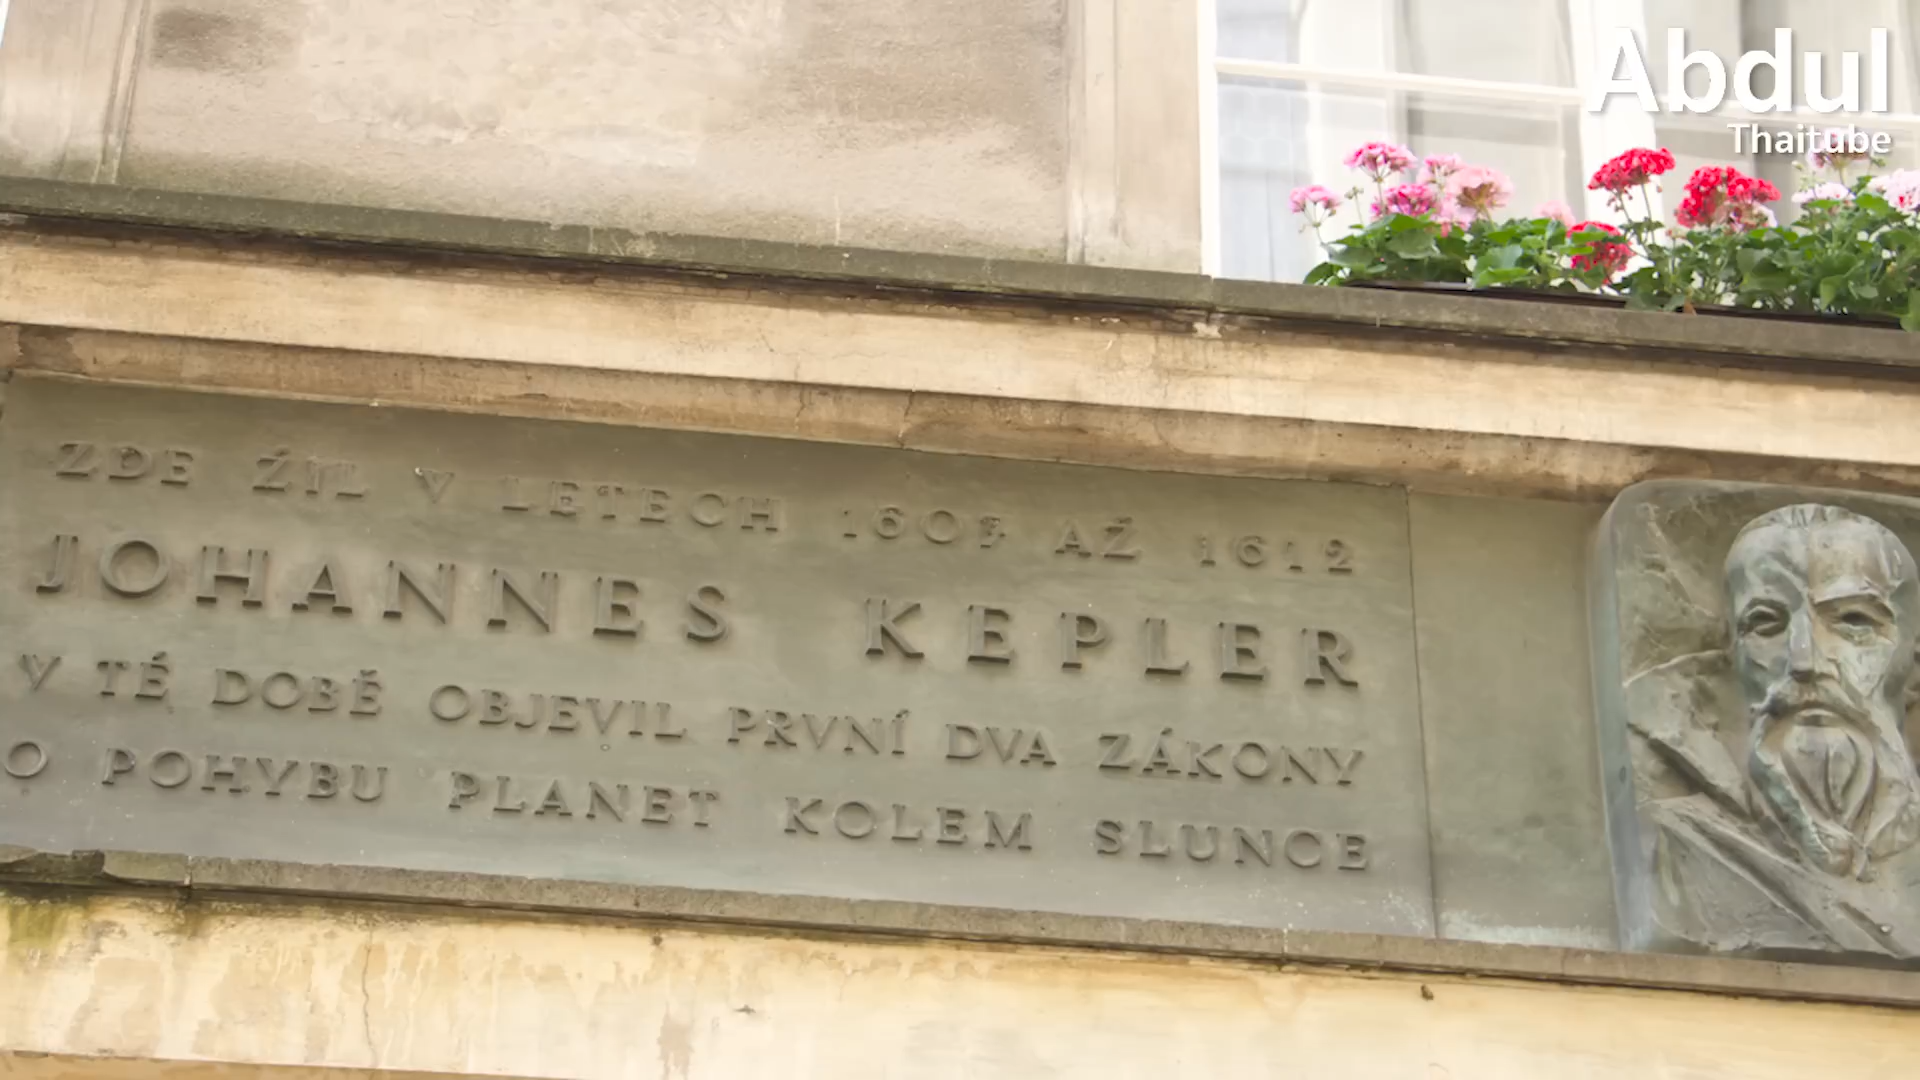 Abdul
Thaitube
ZDE ŽIL V LETECH 1607 AŽ 1612
JOHANNES KEPLER
V TÉ DOBĚ OBJEVIL PRVNÍ DVA ZÁKONY
O POHYBU PLANET KOLEM SLUNCE